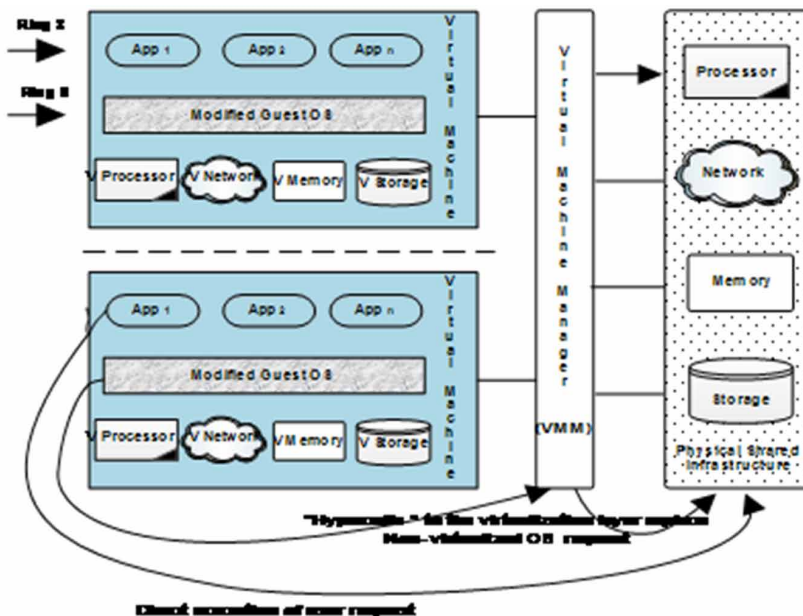 Ring 3
App 1
App 2
App n
Virtual Machine
Ring 0
Modified Guest OS
V Processor
V Network
V Memory
V Storage
App 1
App 2
App n
Virtual Machine
Modified Guest OS
V Processor
V Network
V Memory
V Storage
Virtual Machine Manager
(VMM)
Processor
Network
Memory
Storage
Physical Shared
Infrastructure
in the virtualization layer replace
Non-virtualized OS request
Direct execution of user request